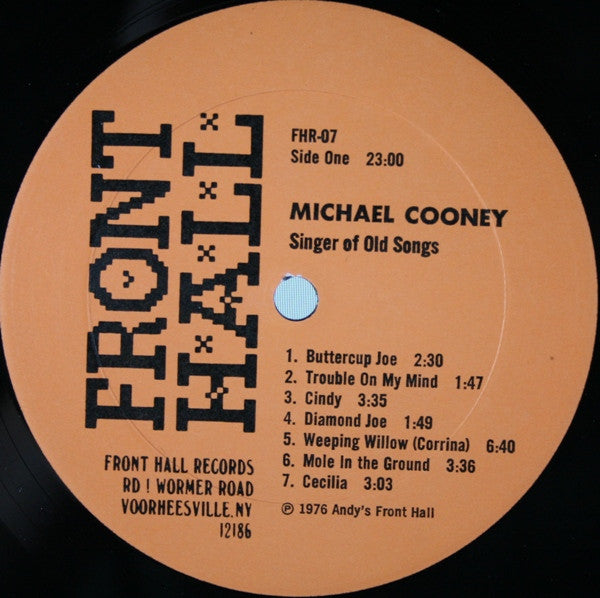 FRONT
HALL
FHR-07
Side One 23:00
MICHAEL COONEY
Singer of Old Songs
1. Buttercup Joe 2:30
2. Trouble On My Mind 1:47
3. Cindy 3:35
4. Diamond Joe 1:49
5. Weeping Willow (Corrina) 6:40
6. Mole In the Ground 3:36
7. Cecilia 3:03
℗ 1976 Andy's Front Hall
FRONT HALL RECORDS
RD ! WORMER ROAD
VOORHEESVILLE, NY
12186